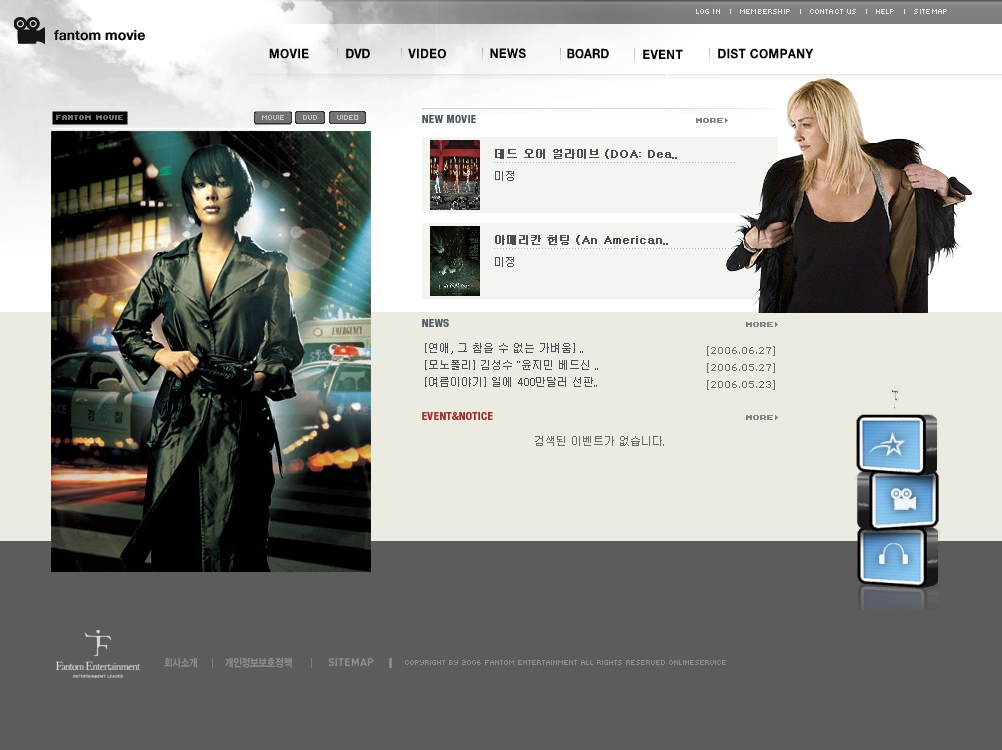 LOG IN | MEMBERSHIP | CONTACT US | HELP | SITEMAP
fantom movie
MOVIE DVD VIDEO NEWS BOARD EVENT DIST COMPANY
FANTOM MOVIE MOVIE DVD VIDEO
NEW MOVIE MORE
데드 오어 얼라이브 (DOA: Dea..
미정
아메리칸 헌팅 (An American..
미정
NEWS MORE
[연애, 그 참을 수 없는 가벼움] .. [2006.06.27]
[모노폴리] 김성수 "윤지민 베드신 .. [2006.05.27]
[여름이야기] 일에 400만달러 선판.. [2006.05.23]
EVENT&NOTICE MORE
검색된 이벤트가 없습니다.
EMERGENCY
Fantom Entertainment
ENTERTAINMENT LEADER
회사소개 | 개인정보보호정책 | SITEMAP | COPYRIGHT BY 2006 FANTOM ENTERTAINMENT ALL RIGHTS RESERVED ONLINESERVICE